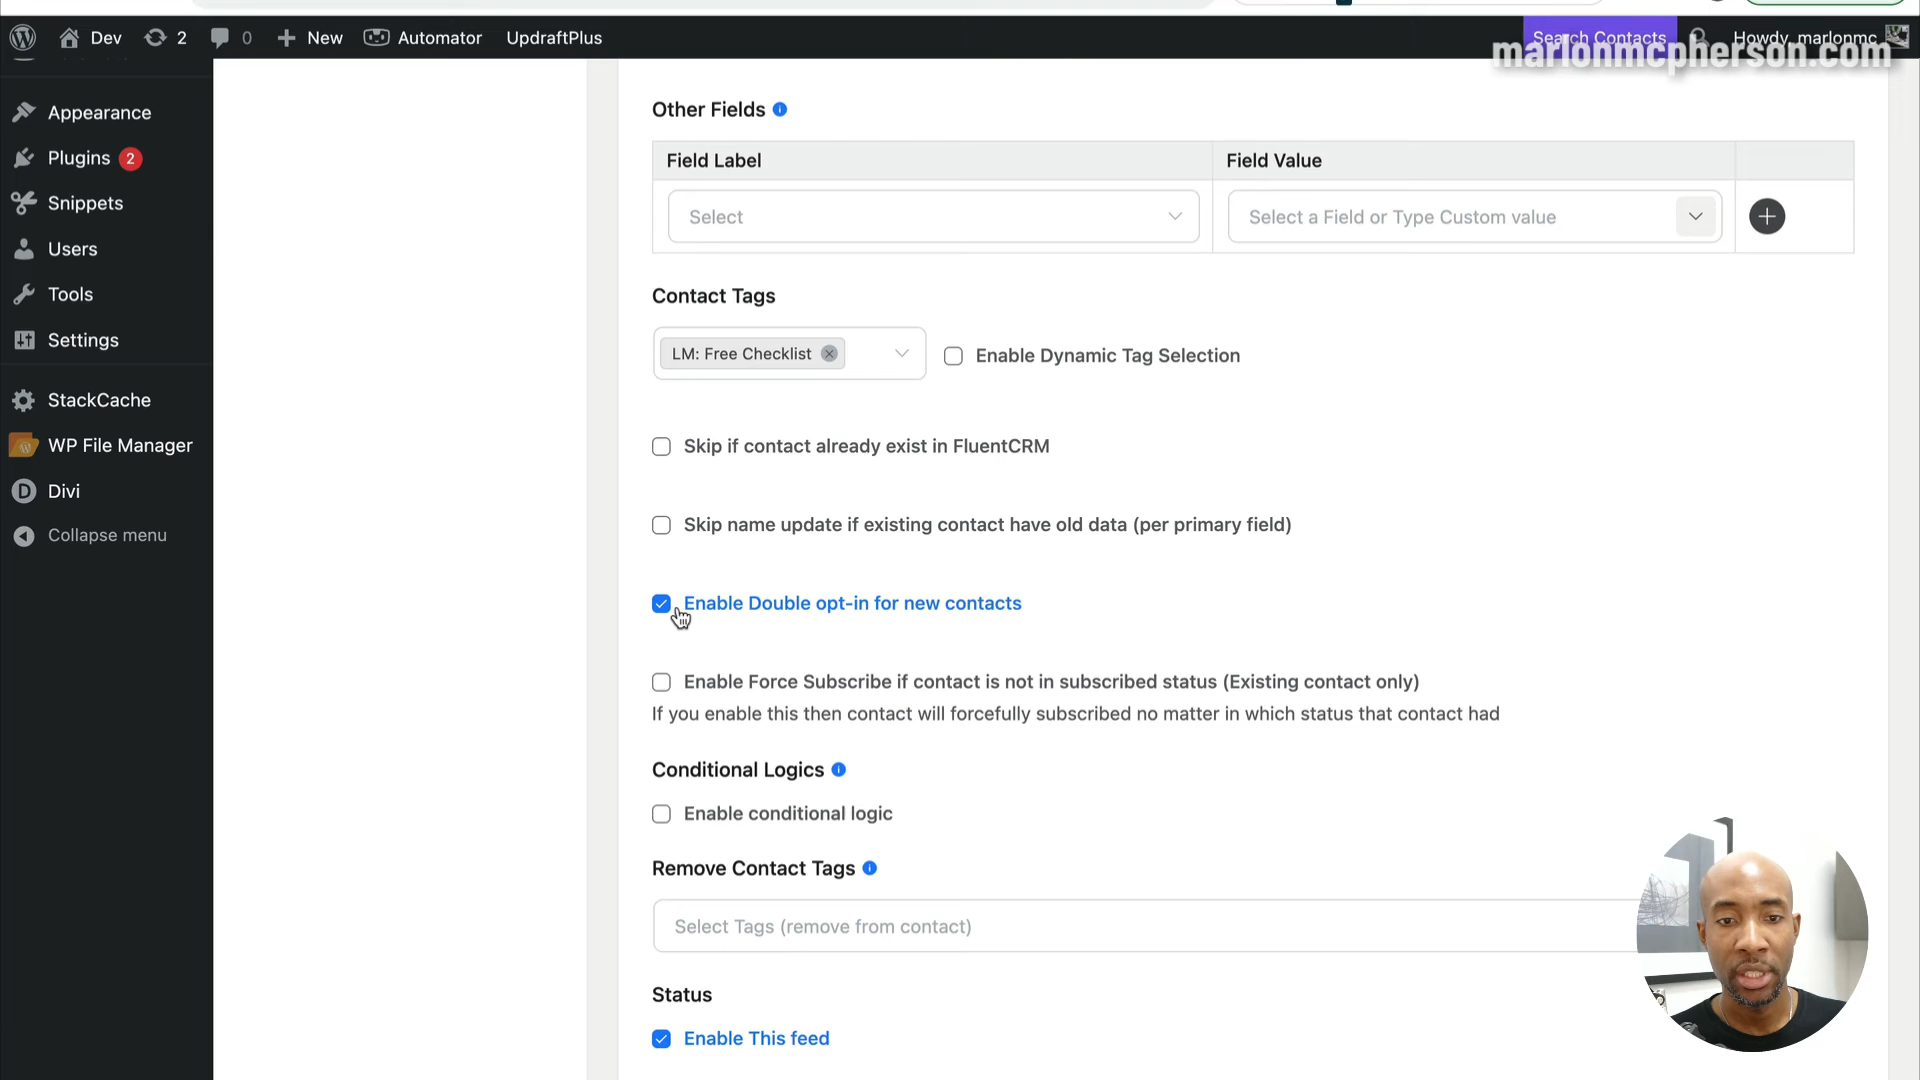 Dev
2
0
New
Automator
UpdraftPlus
Search Contacts
Howdy, marlonmc
marlonmcpherson.com
Appearance
Plugins 2
Snippets
Users
Tools
Settings
StackCache
WP File Manager
Divi
Collapse menu
Other Fields
Field Label
Field Value
Select
Select a Field or Type Custom value
Contact Tags
LM: Free Checklist
Enable Dynamic Tag Selection
Skip if contact already exist in FluentCRM
Skip name update if existing contact have old data (per primary field)
Enable Double opt-in for new contacts
Enable Force Subscribe if contact is not in subscribed status (Existing contact only)
If you enable this then contact will forcefully subscribed no matter in which status that contact had
Conditional Logics
Enable conditional logic
Remove Contact Tags
Select Tags (remove from contact)
Status
Enable This feed